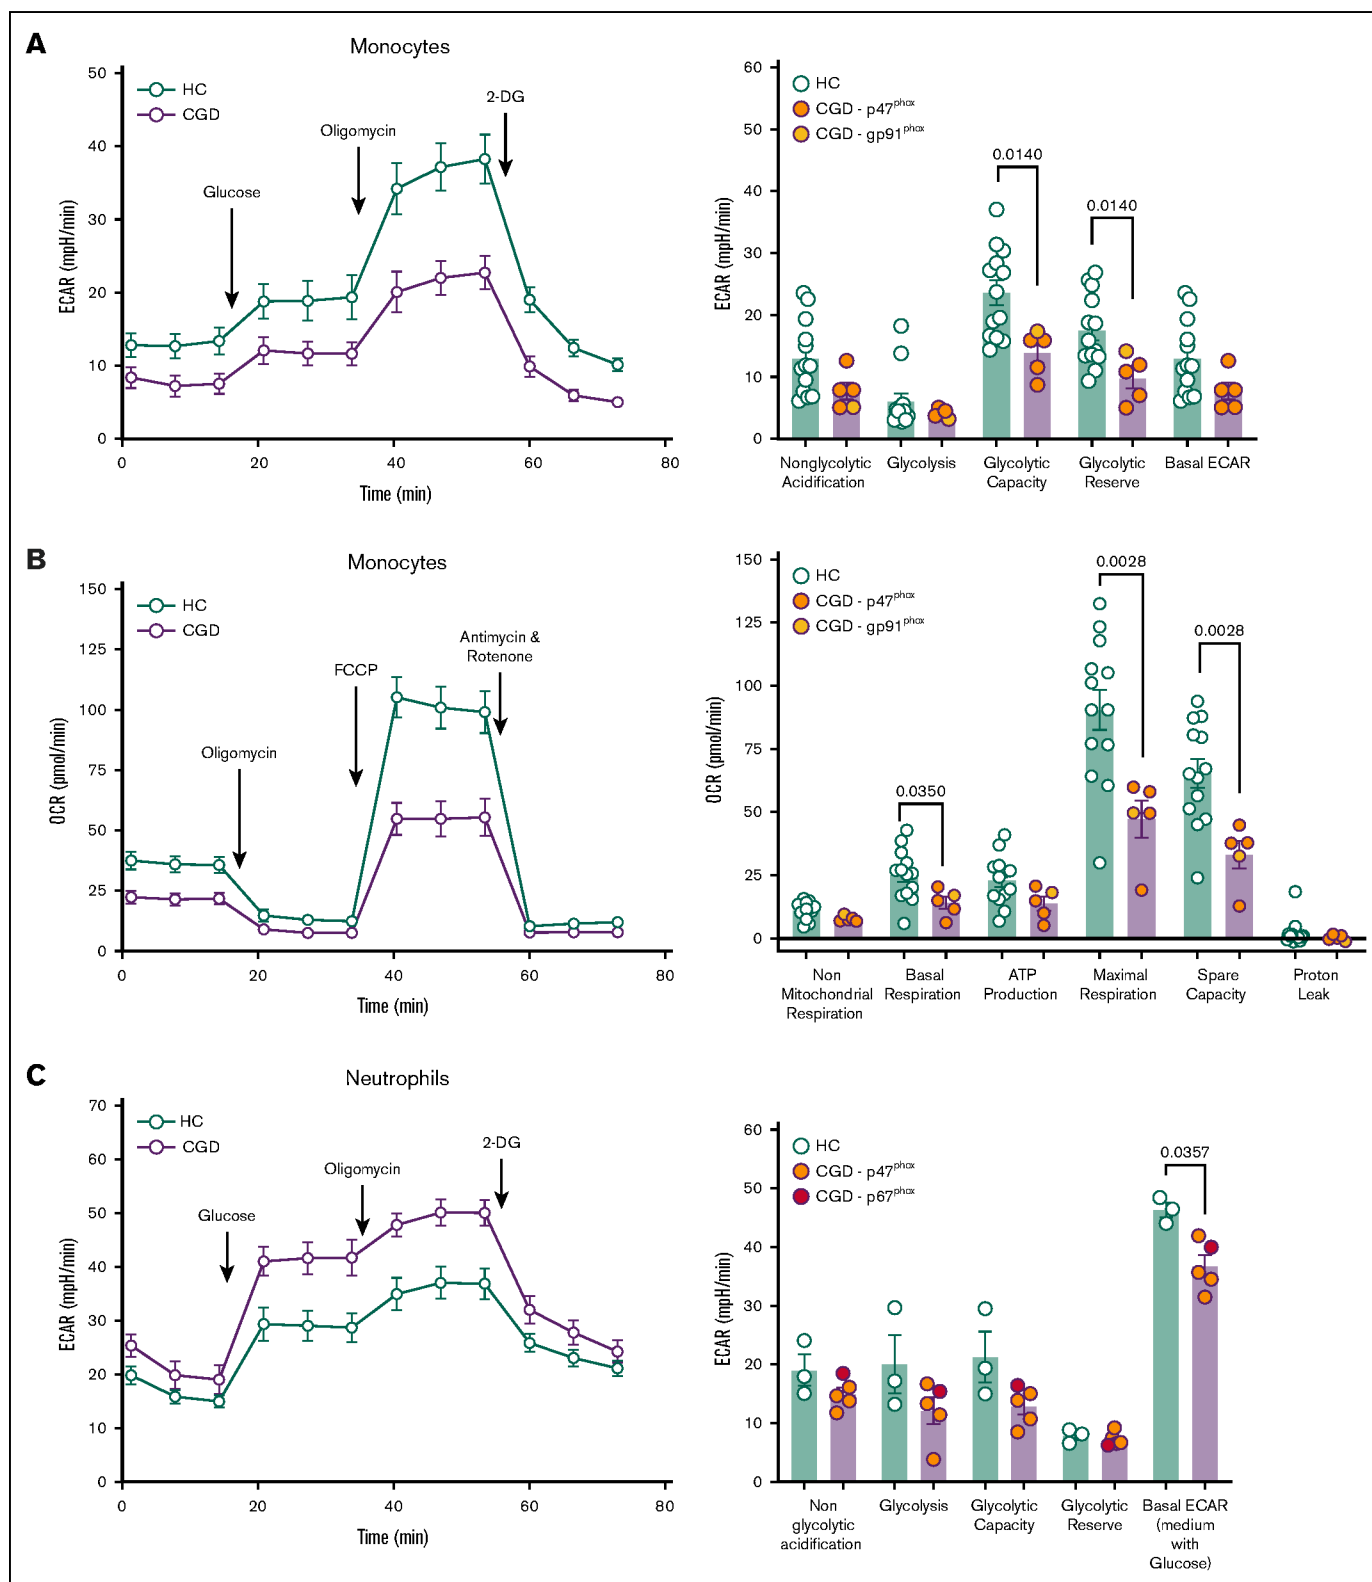 A
Monocytes
50
40
30
20
10
0
ECAR (mpH/min)
HC
CGD
Glucose
Oligomycin
2-DG
0
20
40
60
80
Time (min)
60
50
40
30
20
10
0
ECAR (mpH/min)
HC
CGD - p47phox
CGD - gp91phox
0.0140
0.0140
Nonglycolytic
Acidification
Glycolysis
Glycolytic
Capacity
Glycolytic
Reserve
Basal ECAR
B
Monocytes
150
125
100
75
50
25
0
OCR (pmol/min)
HC
CGD
Oligomycin
FCCP
Antimycin &
Rotenone
0
20
40
60
80
Time (min)
150
125
100
75
50
25
0
OCR (pmol/min)
HC
CGD - p47phox
CGD - gp91phox
0.0350
0.0028
0.0028
Non
Mitochondrial
Respiration
Basal
Respiration
ATP
Production
Maximal
Respiration
Spare
Capacity
Proton
Leak
C
Neutrophils
70
60
50
40
30
20
10
0
ECAR (mpH/min)
HC
CGD
Glucose
Oligomycin
2-DG
0
20
40
60
80
Time (min)
60
50
40
30
20
10
0
ECAR (mpH/min)
HC
CGD - p47phox
CGD - p67phox
0.0357
Non
glycolytic
acidification
Glycolysis
Glycolytic
Capacity
Glycolytic
Reserve
Basal ECAR
(medium
with
Glucose)